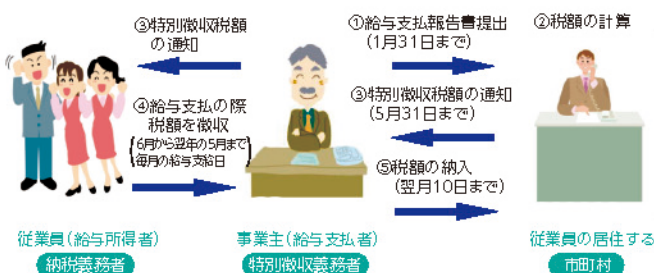 ③特別徴収税額
の通知
①給与支払報告書提出
(1月31日まで)
②税額の計算
④給与支払の際
税額を徴収
(6月から翌年の5月まで
毎月の給与支給日)
③特別徴収税額の通知
(5月31日まで)
⑤税額の納入
(翌月10日まで)
従業員(給与所得者)
納税義務者
事業主(給与支払者)
特別徴収義務者
従業員の居住する
市町村